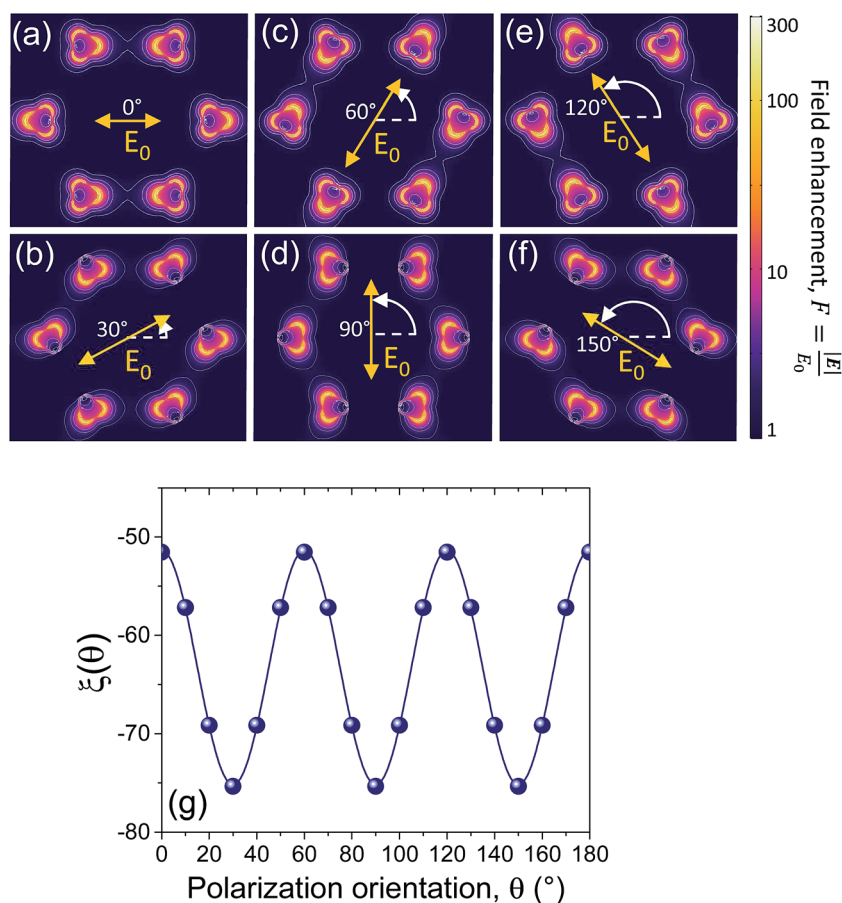 (a)
0°
E0
(c)
60°
E0
(e)
120°
E0
(b)
30°
E0
(d)
90°
E0
(f)
150°
E0
300
100
10
1
Field enhancement, F = |E|/E0
-50
-60
-70
-80
ξ(θ)
(g)
0 20 40 60 80 100 120 140 160 180
Polarization orientation, θ (°)